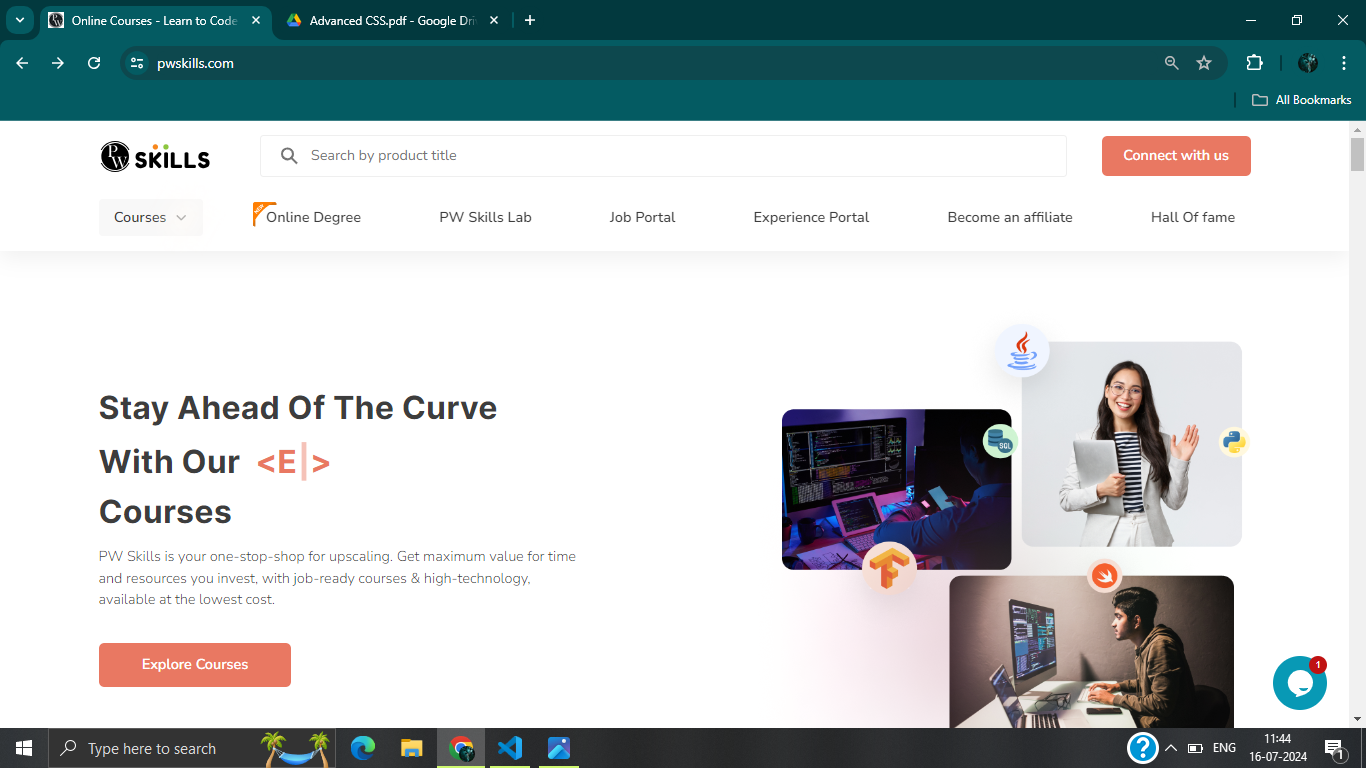 Online Courses - Learn to Code
Advanced CSS.pdf - Google Dri
pwskills.com
All Bookmarks
PW SKILLS
Search by product title
Connect with us
Courses
NEW
Online Degree
PW Skills Lab
Job Portal
Experience Portal
Become an affiliate
Hall Of fame
Stay Ahead Of The Curve
With Our <E|>
Courses
PW Skills is your one-stop-shop for upscaling. Get maximum value for time
and resources you invest, with job-ready courses & high-technology,
available at the lowest cost.
Explore Courses
SQL
1
Type here to search
ENG
11:44
16-07-2024
1